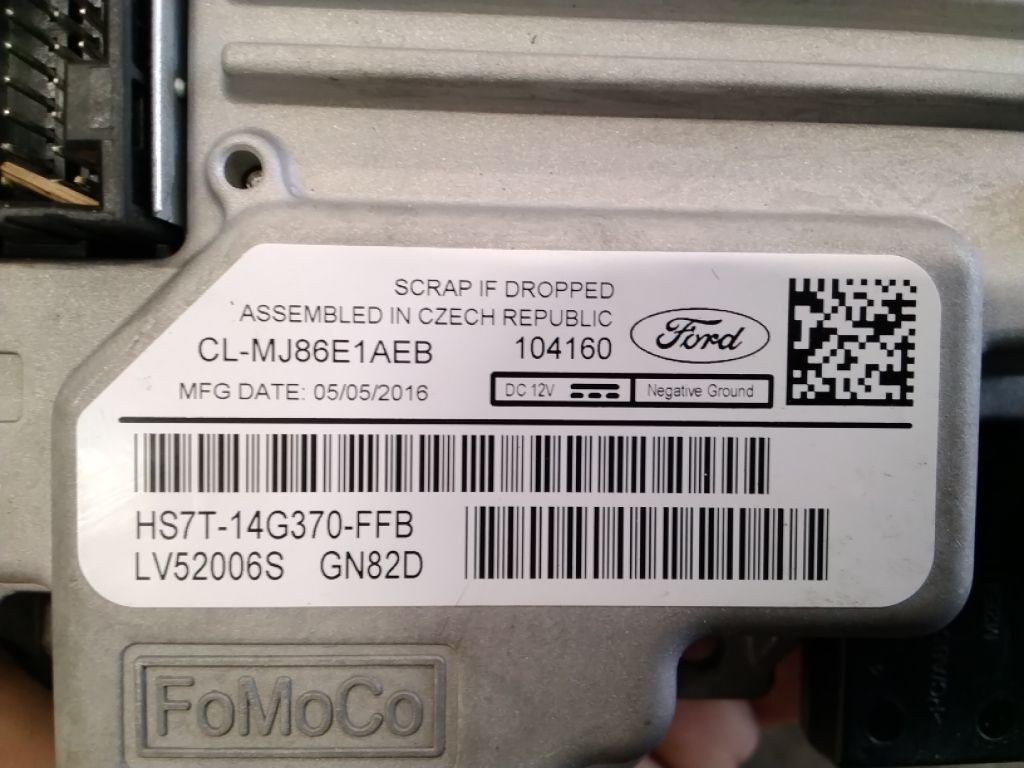 SCRAP IF DROPPED
ASSEMBLED IN CZECH REPUBLIC
CL-MJ86E1AEB 104160
MFG DATE: 05/05/2016
Ford
DC 12V Negative Ground
HS7T-14G370-FFB
LV52006S GN82D
FoMoCo